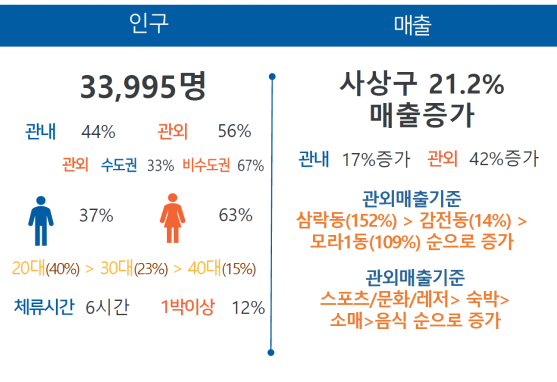 인구
33,995명
관내 44% 관외 56%
관외 수도권 33% 비수도권 67%
37% 63%
20대(40%) > 30대(23%) > 40대(15%)
체류시간 6시간 1박이상 12%
매출
사상구 21.2%
매출증가
관내 17%증가 관외 42%증가
관외매출기준
삼락동(152%) > 감전동(14%) >
모라1동(109%) 순으로 증가
관외매출기준
스포츠/문화/레저> 숙박>
소매>음식 순으로 증가